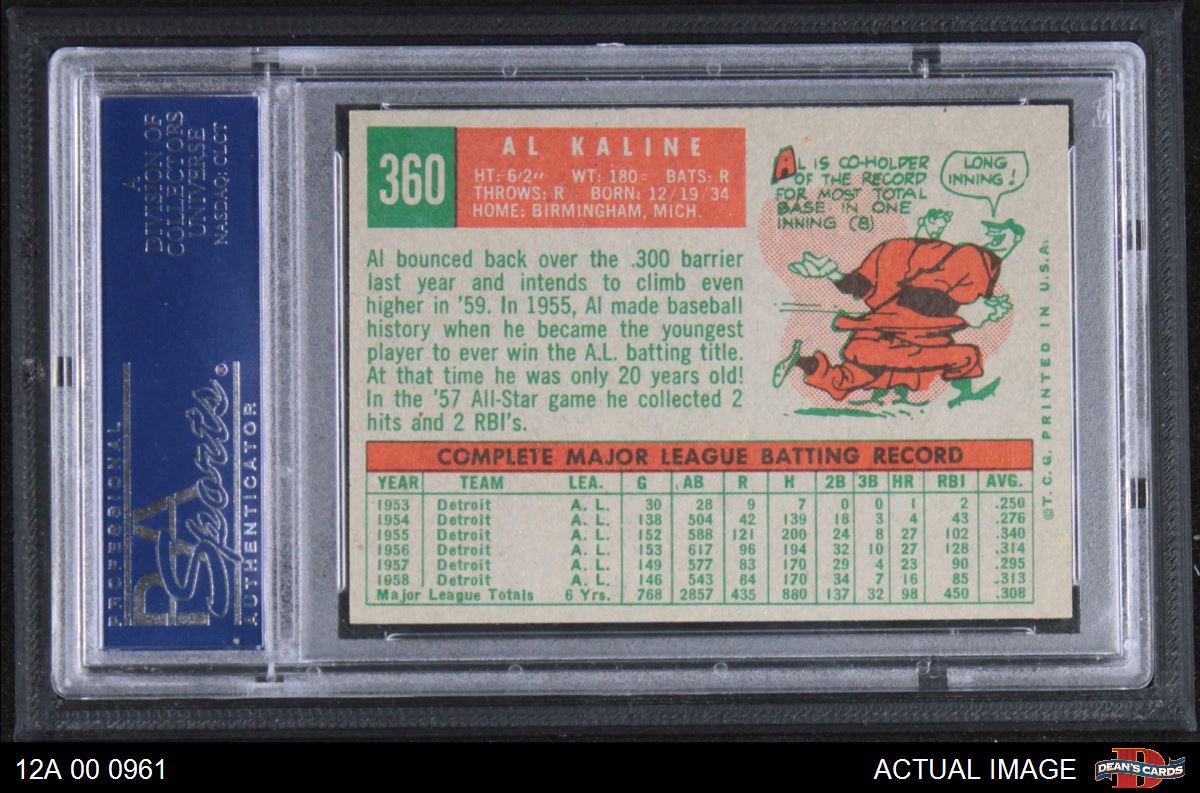 A
DIVISION OF
COLLECTORS
UNIVERSE
NASDAQ: CLCT
PROFESSIONAL
PSA
Sports®
AUTHENTICATOR
360
AL KALINE
HT: 6'2" WT: 180 BATS: R
THROWS: R BORN: 12/19/34
HOME: BIRMINGHAM, MICH.
Al bounced back over the .300 barrier
last year and intends to climb even
higher in '59. In 1955, Al made baseball
history when he became the youngest
player to ever win the A.L. batting title.
At that time he was only 20 years old!
In the '57 All-Star game he collected 2
hits and 2 RBI's.
AL IS CO-HOLDER
OF THE RECORD
FOR MOST TOTAL
BASE IN ONE
INNING (8)
LONG
INNING!
COMPLETE MAJOR LEAGUE BATTING RECORD
YEAR TEAM LEA. G AB R H 2B 3B HR RBI AVG.
1953 Detroit A. L. 30 28 9 7 0 0 1 2 .250
1954 Detroit A. L. 138 504 42 139 18 3 4 43 .276
1955 Detroit A. L. 152 588 121 200 24 8 27 102 .340
1956 Detroit A. L. 153 617 96 194 32 10 27 128 .314
1957 Detroit A. L. 149 577 83 170 29 4 23 90 .295
1958 Detroit A. L. 146 543 84 170 34 7 16 85 .313
Major League Totals 6 Yrs. 768 2857 435 880 137 32 98 450 .308
©T.C.G. PRINTED IN U.S.A.
12A 00 0961
ACTUAL IMAGE
DEAN'S CARDS